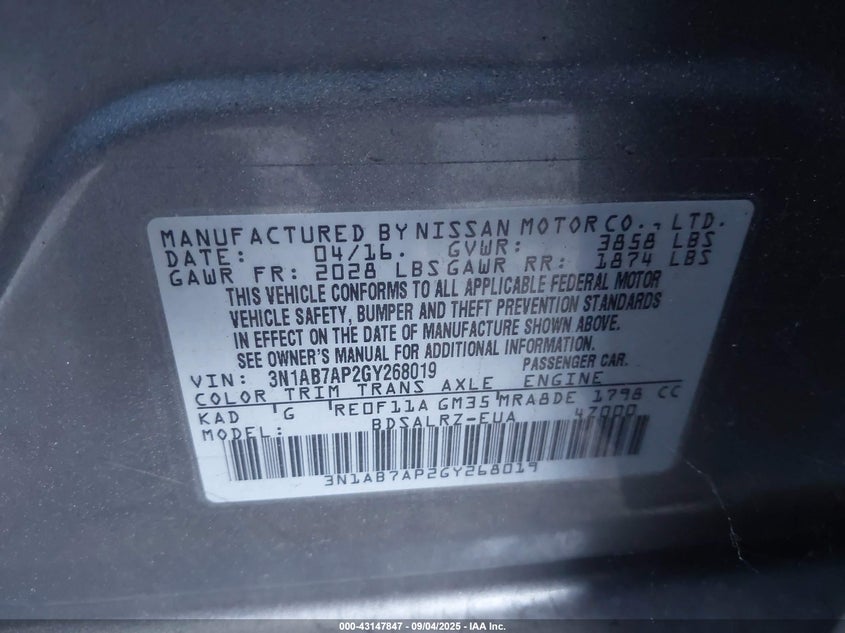 MANUFACTURED BY NISSAN MOTOR CO., LTD.
DATE: 04/16. GVWR: 3858 LBS
GAWR FR: 2028 LBS GAWR RR: 1874 LBS
THIS VEHICLE CONFORMS TO ALL APPLICABLE FEDERAL MOTOR
VEHICLE SAFETY, BUMPER AND THEFT PREVENTION STANDARDS
IN EFFECT ON THE DATE OF MANUFACTURE SHOWN ABOVE.
SEE OWNER'S MANUAL FOR ADDITIONAL INFORMATION.
VIN: 3N1AB7AP2GY268019 PASSENGER CAR.
COLOR TRIM TRANS AXLE ENGINE
KAD G RE0F11A GM35 MRA8DE 1798 CC
MODEL: BDSALRZ-EUA 47000
3N1AB7AP2GY268019
000-43147847 - 09/04/2025 - IAA Inc.